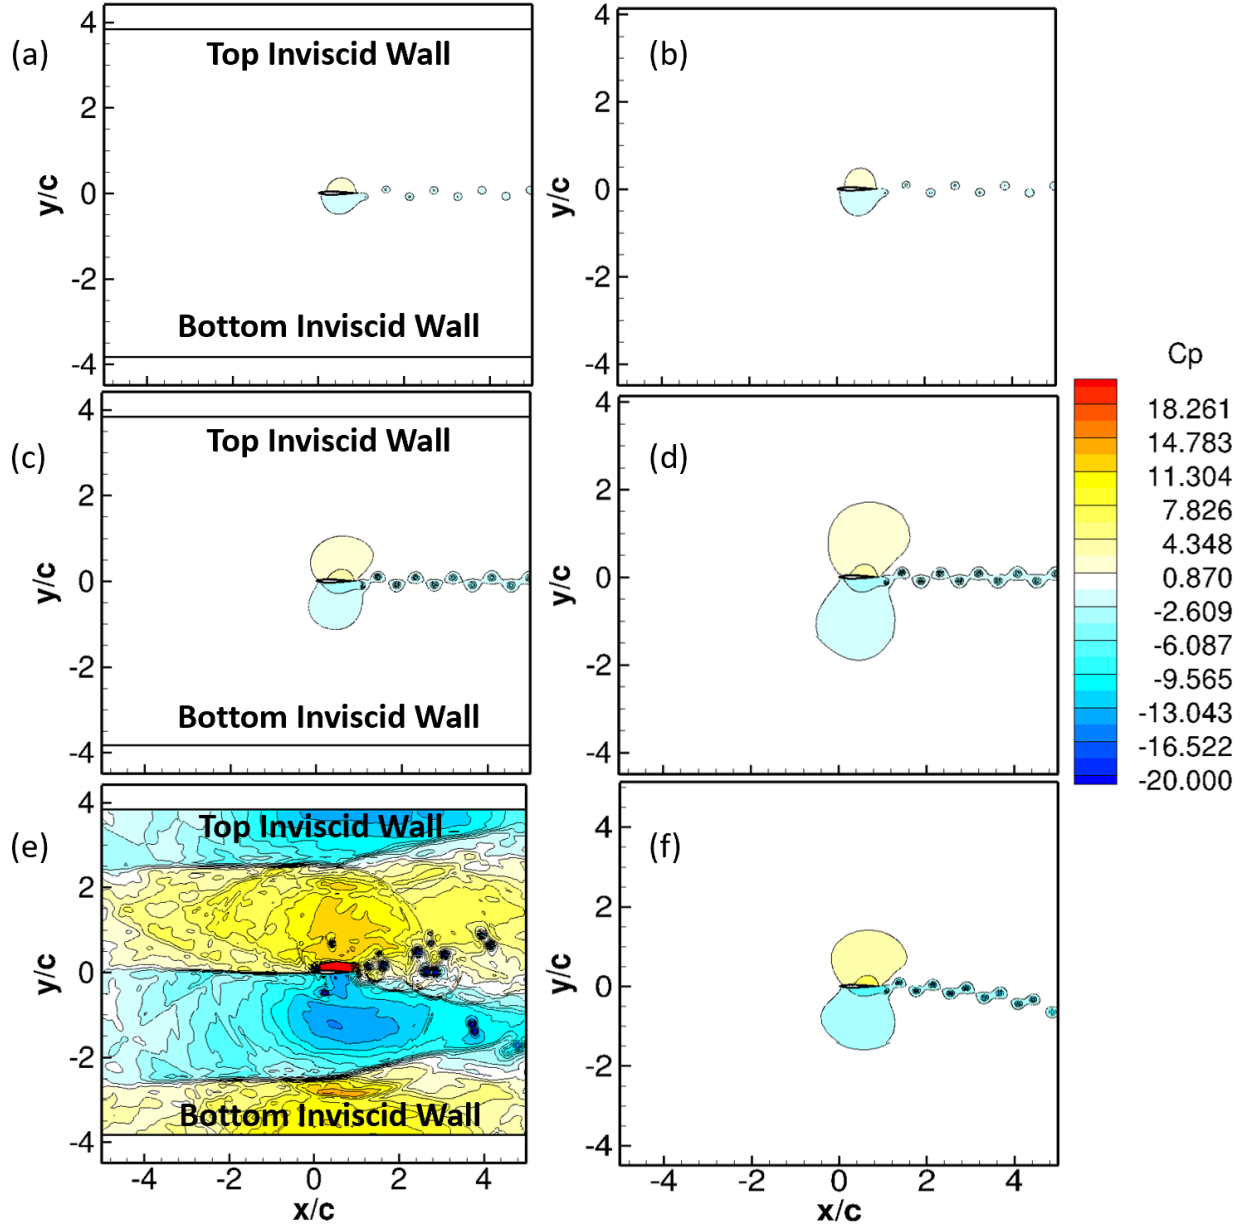 (a)
Top Inviscid Wall
Bottom Inviscid Wall
y/c
4
2
0
-2
-4
(b)
y/c
4
2
0
-2
-4
(c)
Top Inviscid Wall
Bottom Inviscid Wall
y/c
4
2
0
-2
-4
(d)
y/c
4
2
0
-2
-4
Cp
18.261
14.783
11.304
7.826
4.348
0.870
-2.609
-6.087
-9.565
-13.043
-16.522
-20.000
(e)
Top Inviscid Wall
Bottom Inviscid Wall
y/c
4
2
0
-2
-4
-4 -2 0 2 4
x/c
(f)
y/c
4
2
0
-2
-4
-4 -2 0 2 4
x/c